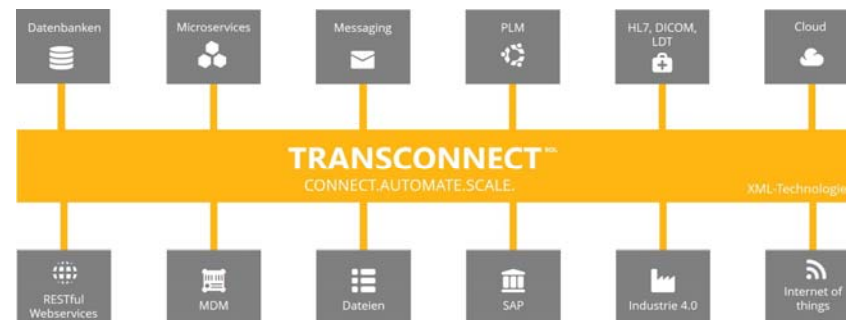 Datenbanken
Microservices
Messaging
PLM
HL7, DICOM,
LDT
Cloud
TRANSCONNECT
CONNECT.AUTOMATE.SCALE.
XML-Technologie
RESTful
Webservices
MDM
Dateien
SAP
Industrie 4.0
Internet of
things